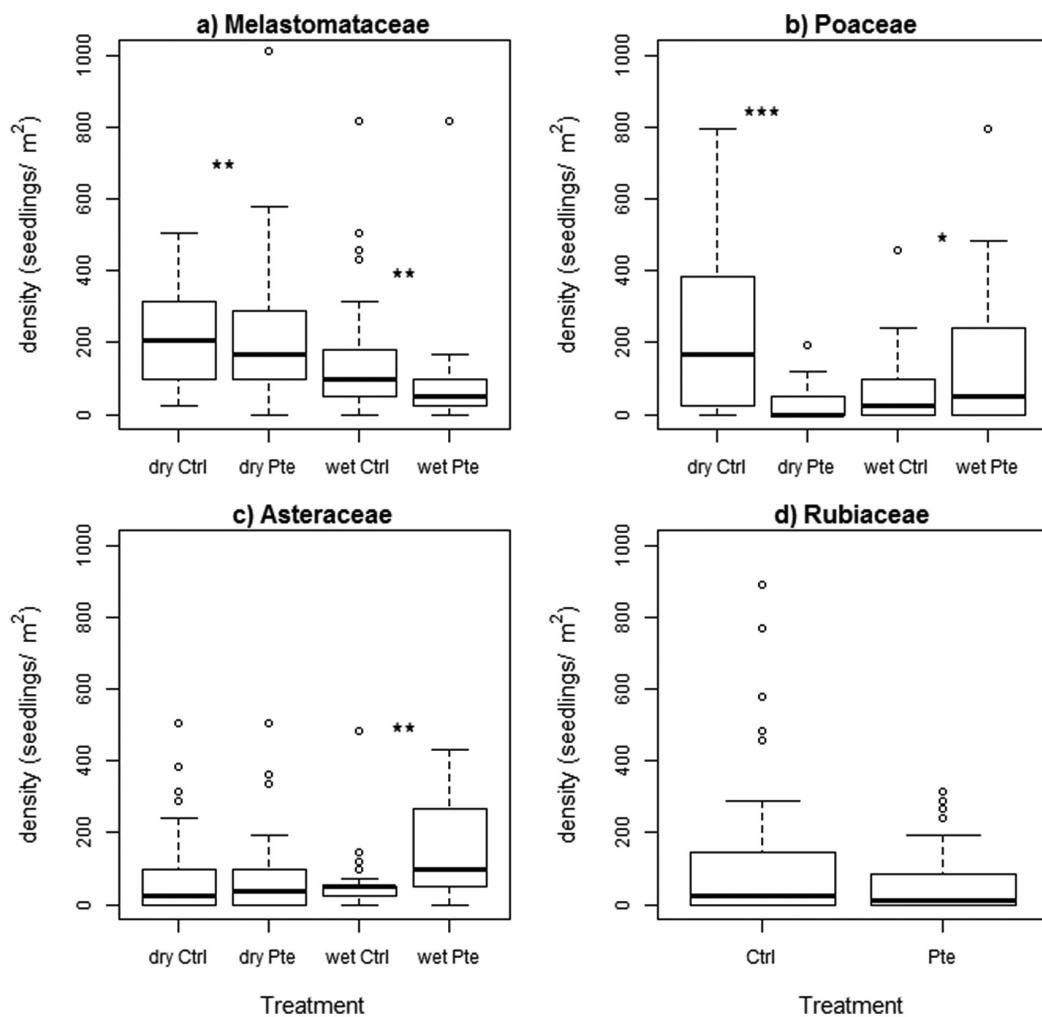 a) Melastomataceae
density (seedlings/ m²)
1000
800
600
400
200
0
**
**
dry Ctrl dry Pte wet Ctrl wet Pte
b) Poaceae
density (seedlings/ m²)
1000
800
600
400
200
0
***
*
dry Ctrl dry Pte wet Ctrl wet Pte
c) Asteraceae
density (seedlings/ m²)
1000
800
600
400
200
0
**
dry Ctrl dry Pte wet Ctrl wet Pte
Treatment
d) Rubiaceae
density (seedlings/ m²)
1000
800
600
400
200
0
Ctrl Pte
Treatment